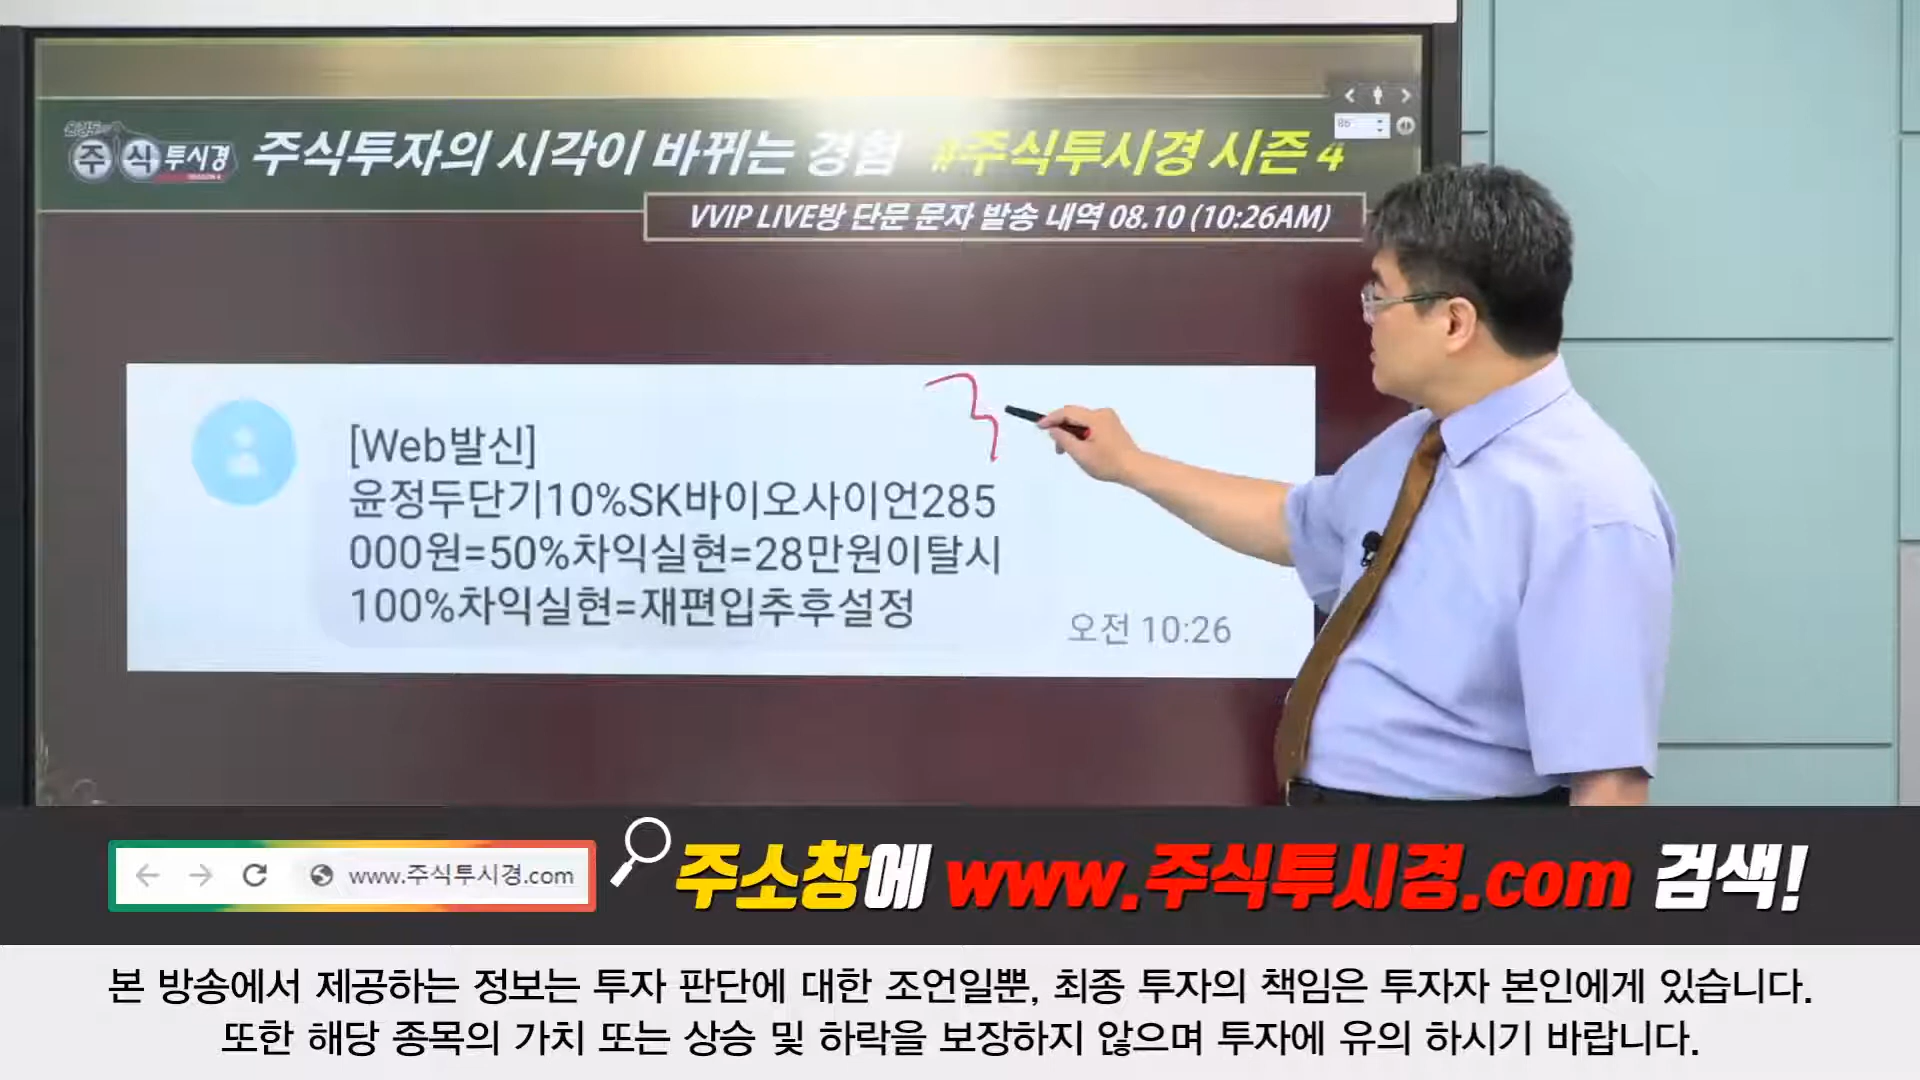 윤정두의
주식투시경
SEASON 4
주식투자의 시각이 바뀌는 경험 #주식투시경 시즌 4
VVIP LIVE방 단문 문자 발송 내역 08.10 (10:26AM)
[Web발신]
윤정두단기10%SK바이오사이언285
000원=50%차익실현=28만원이탈시
100%차익실현=재편입추후설정
오전 10:26
www.주식투시경.com
주소창에 www.주식투시경.com 검색!
본 방송에서 제공하는 정보는 투자 판단에 대한 조언일뿐, 최종 투자의 책임은 투자자 본인에게 있습니다.
또한 해당 종목의 가치 또는 상승 및 하락을 보장하지 않으며 투자에 유의 하시기 바랍니다.